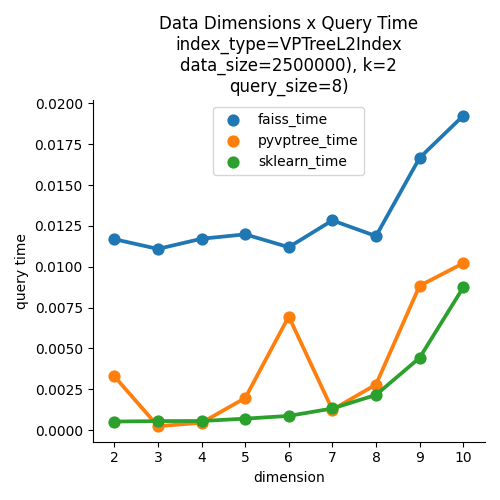 Data Dimensions x Query Time
index_type=VPTreeL2Index
data_size=2500000), k=2
query_size=8)
faiss_time
pyvptree_time
sklearn_time
0.0200
0.0175
0.0150
0.0125
0.0100
0.0075
0.0050
0.0025
0.0000
query time
2 3 4 5 6 7 8 9 10
dimension